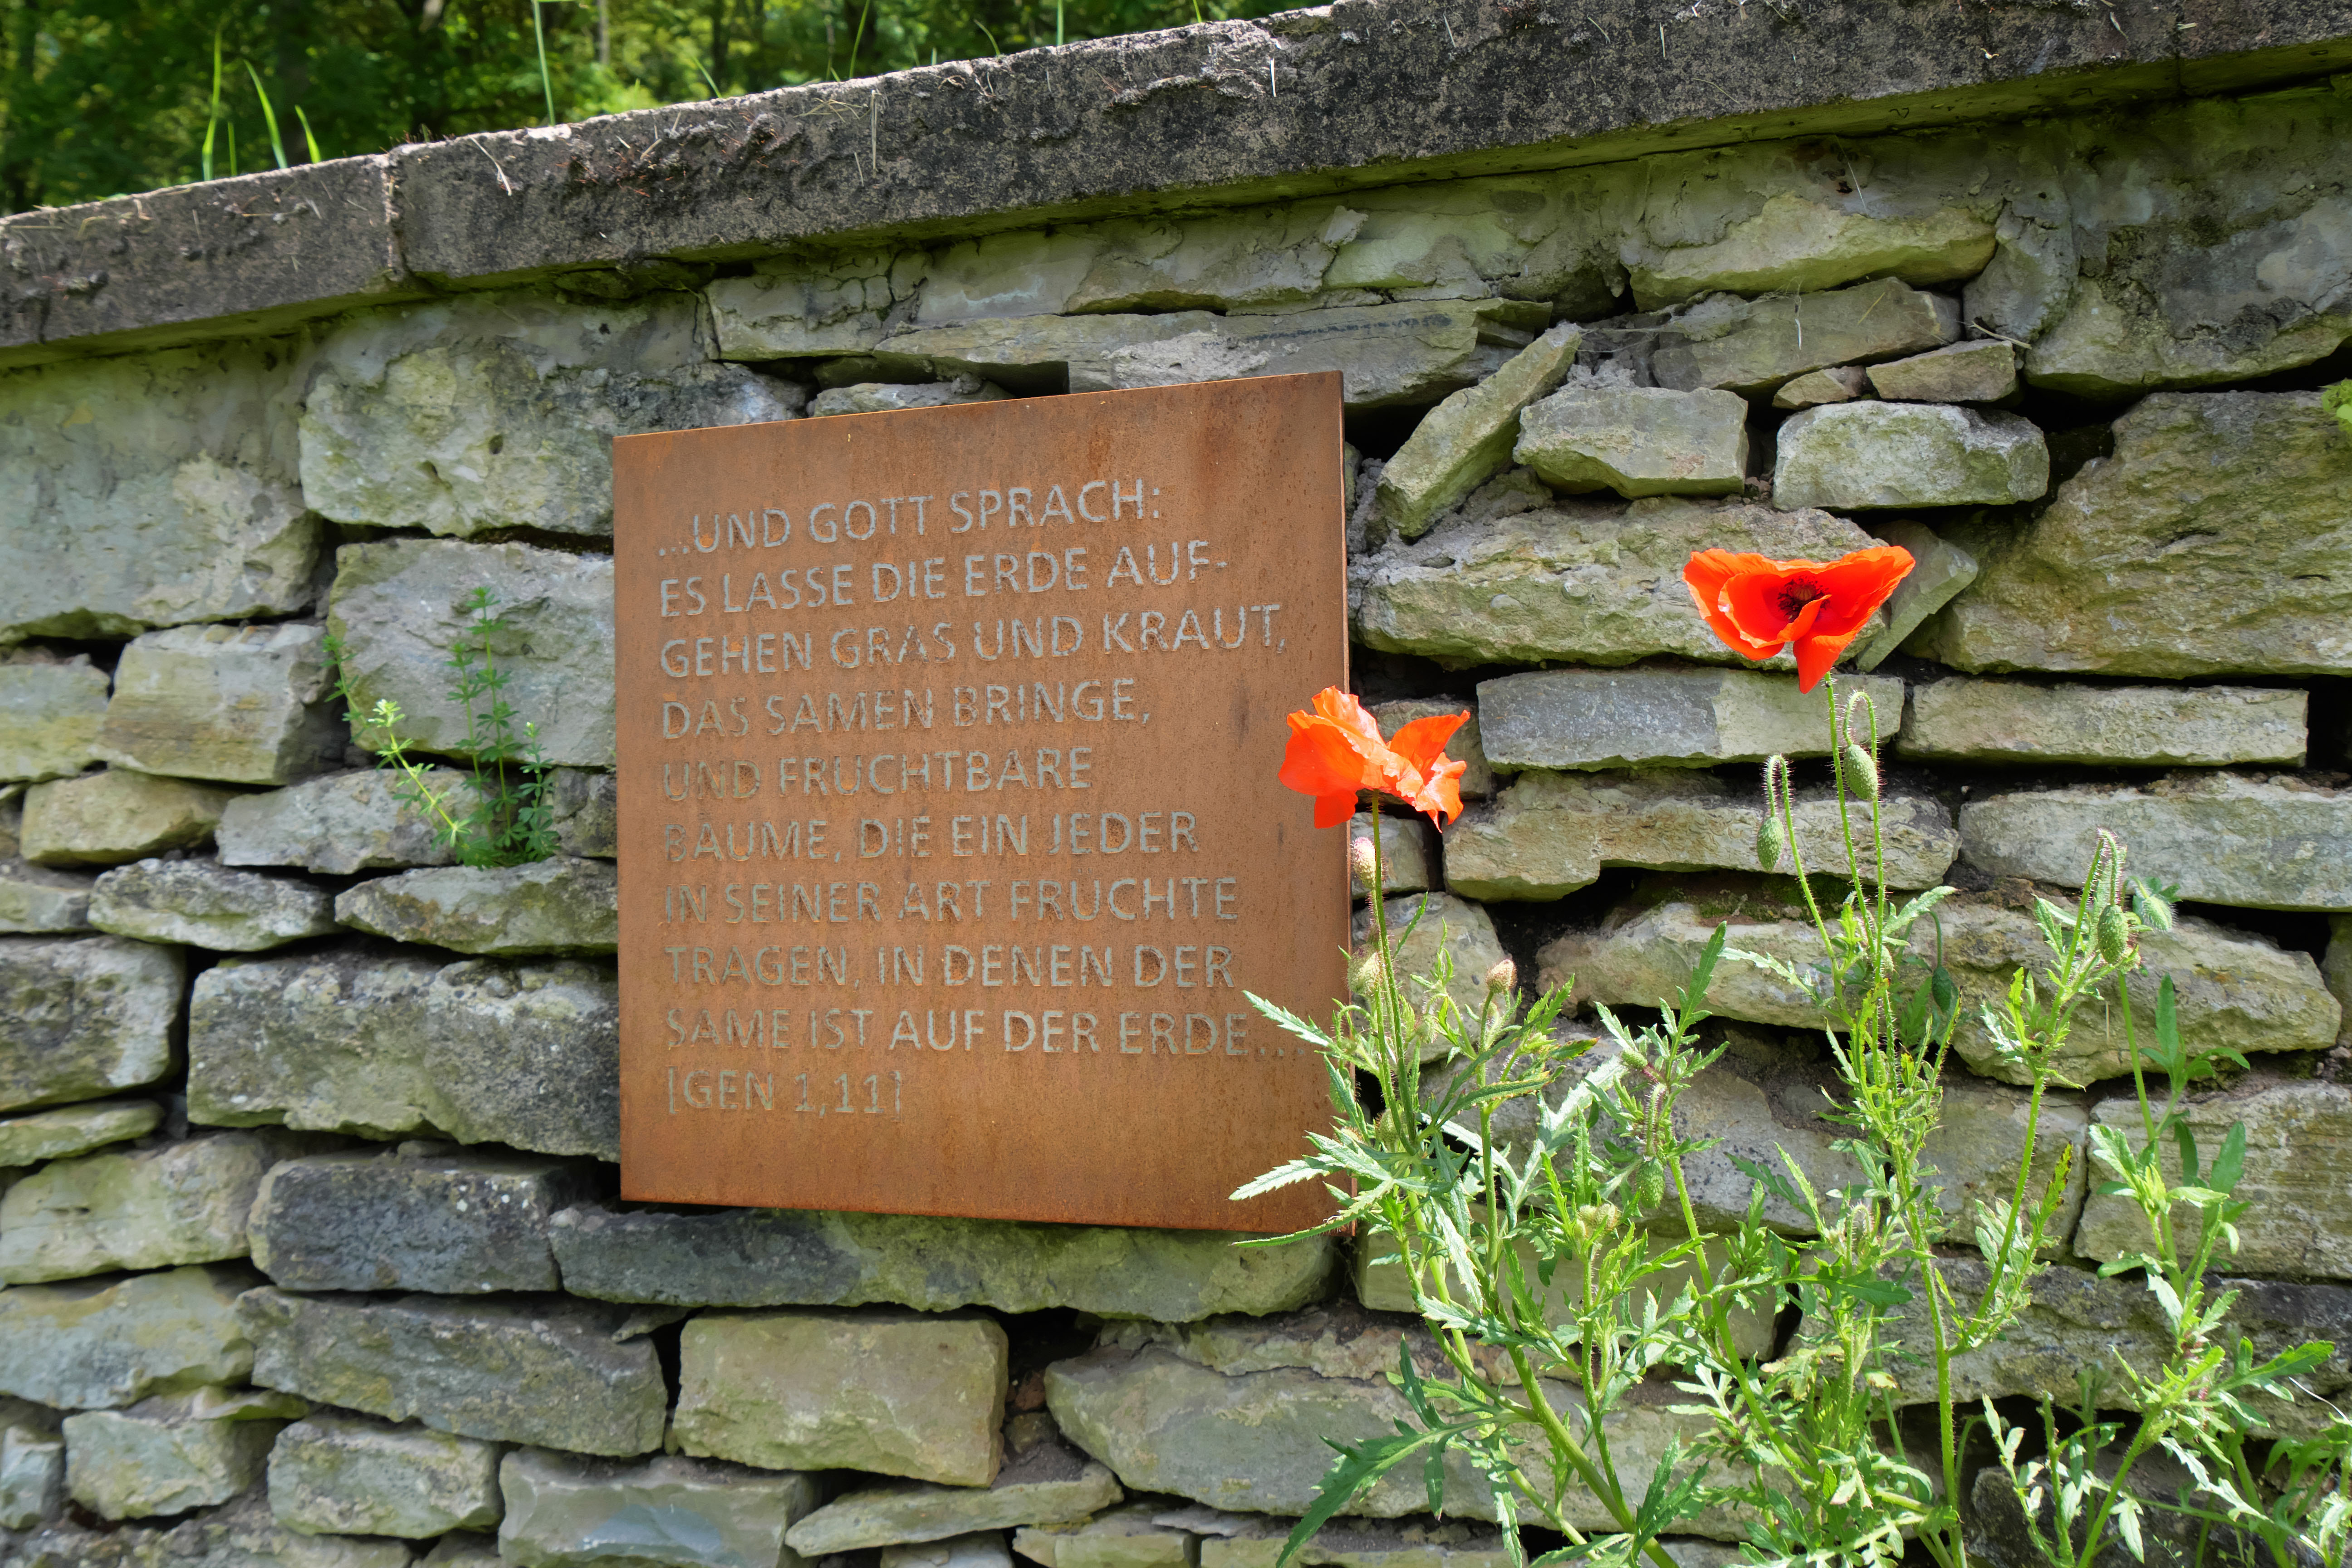 ...UND GOTT SPRACH:
ES LASSE DIE ERDE AUF-
GEHEN GRAS UND KRAUT,
DAS SAMEN BRINGE,
UND FRUCHTBARE
BÄUME, DIE EIN JEDER
IN SEINER ART FRÜCHTE
TRAGEN, IN DENEN DER
SAME IST AUF DER ERDE...
[GEN 1,11]